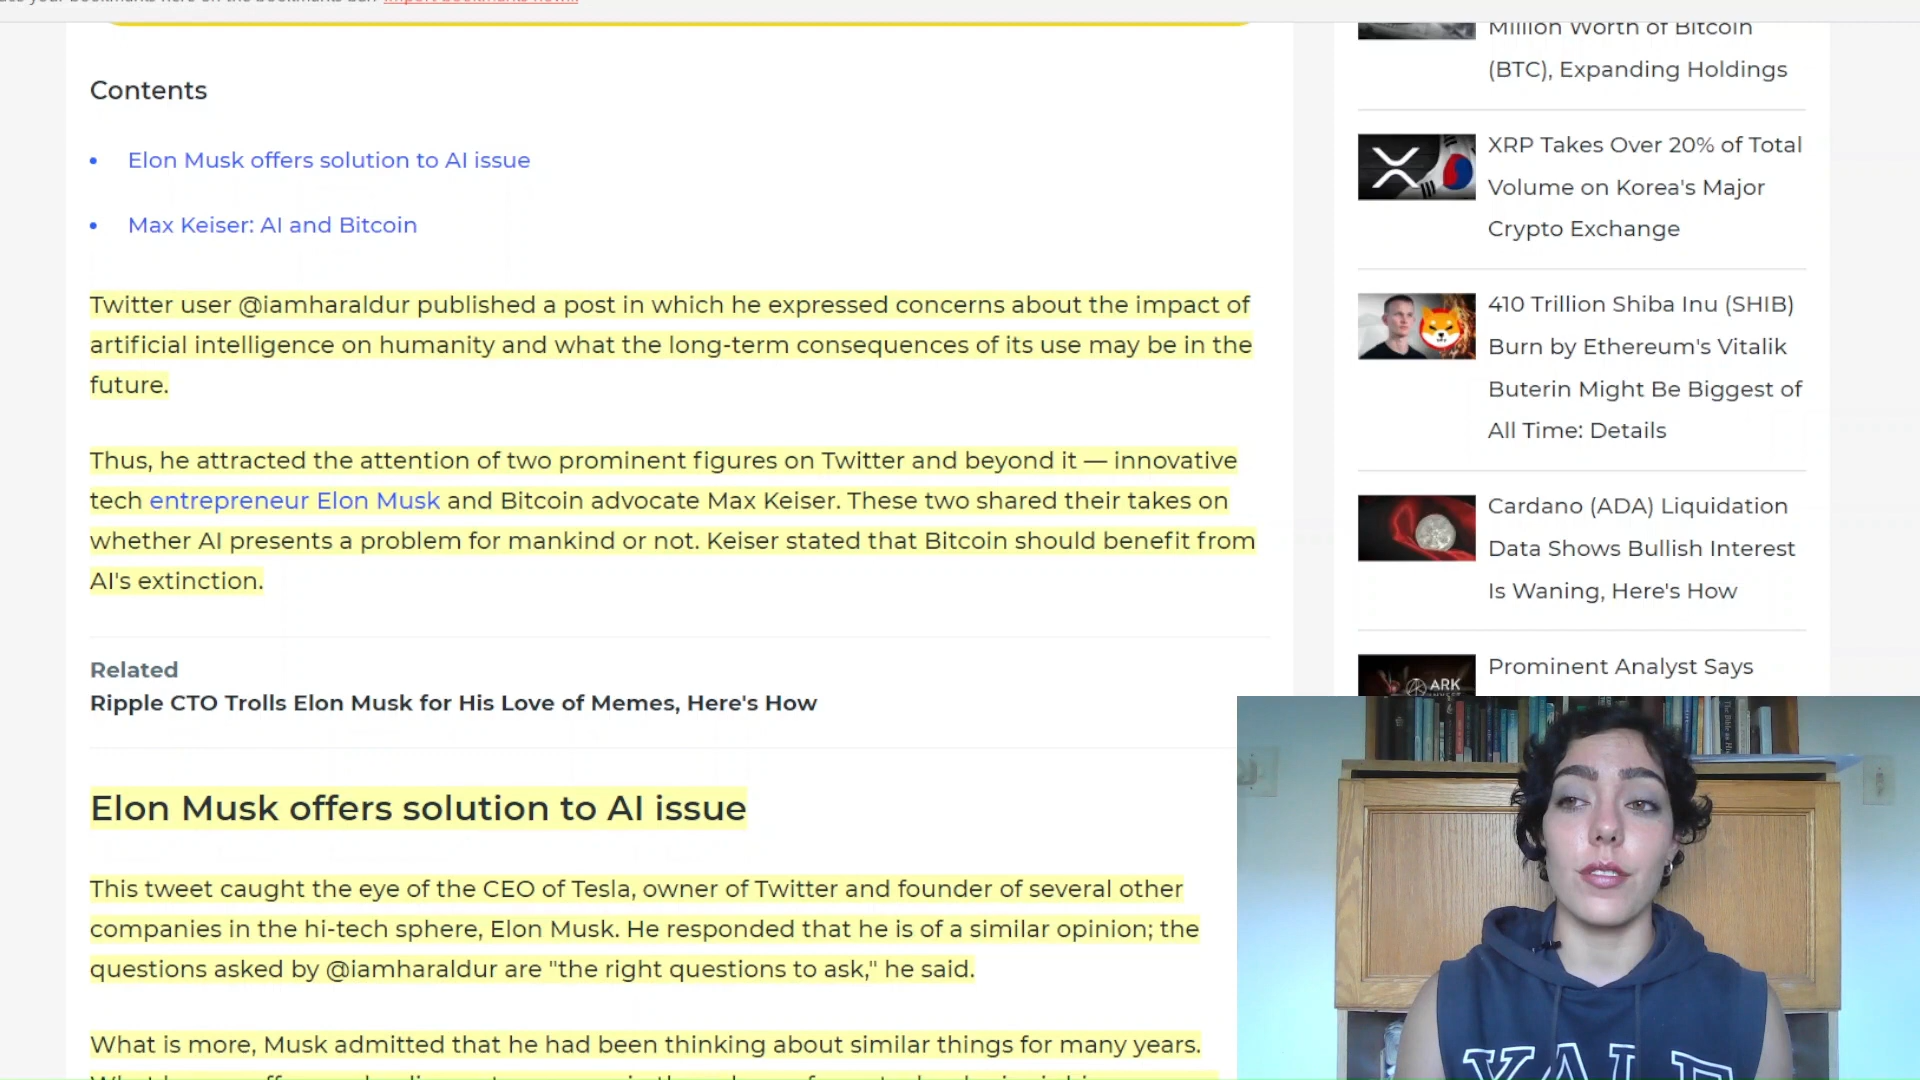 Contents
Elon Musk offers solution to AI issue
Max Keiser: AI and Bitcoin
Twitter user @iamharaldur published a post in which he expressed concerns about the impact of
artificial intelligence on humanity and what the long-term consequences of its use may be in the
future.
Thus, he attracted the attention of two prominent figures on Twitter and beyond it — innovative
tech entrepreneur Elon Musk and Bitcoin advocate Max Keiser. These two shared their takes on
whether AI presents a problem for mankind or not. Keiser stated that Bitcoin should benefit from
AI's extinction.
Related
Ripple CTO Trolls Elon Musk for His Love of Memes, Here's How
Elon Musk offers solution to AI issue
This tweet caught the eye of the CEO of Tesla, owner of Twitter and founder of several other
companies in the hi-tech sphere, Elon Musk. He responded that he is of a similar opinion; the
questions asked by @iamharaldur are "the right questions to ask," he said.
What is more, Musk admitted that he had been thinking about similar things for many years.
Million Worth of Bitcoin
(BTC), Expanding Holdings
XRP Takes Over 20% of Total
Volume on Korea's Major
Crypto Exchange
410 Trillion Shiba Inu (SHIB)
Burn by Ethereum's Vitalik
Buterin Might Be Biggest of
All Time: Details
Cardano (ADA) Liquidation
Data Shows Bullish Interest
Is Waning, Here's How
ARK
Prominent Analyst Says
YALE